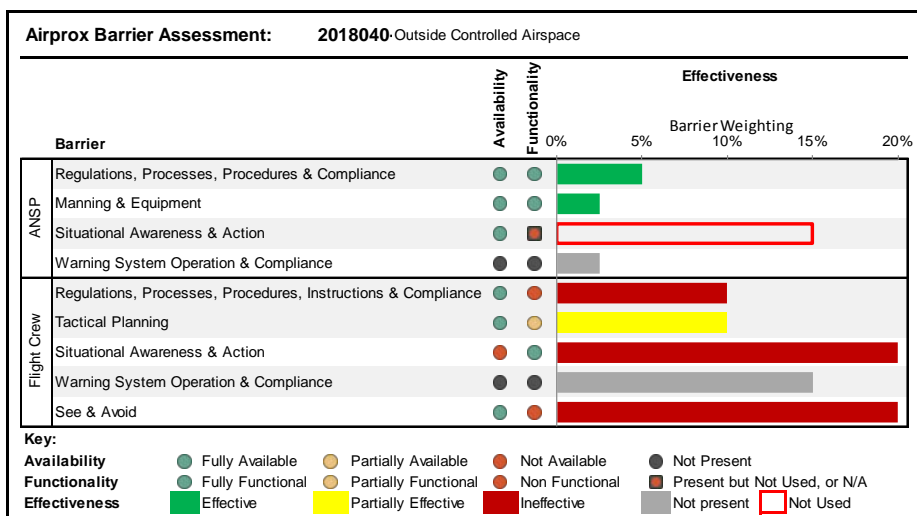 Airprox Barrier Assessment: 2018040 Outside Controlled Airspace
Availability
Functionality
Effectiveness
Barrier
Barrier Weighting
0% 5% 10% 15% 20%
ANSP
Regulations, Processes, Procedures & Compliance
Manning & Equipment
Situational Awareness & Action
Warning System Operation & Compliance
Flight Crew
Regulations, Processes, Procedures, Instructions & Compliance
Tactical Planning
Situational Awareness & Action
Warning System Operation & Compliance
See & Avoid
Key:
Availability Fully Available Partially Available Not Available Not Present
Functionality Fully Functional Partially Functional Non Functional Present but Not Used, or N/A
Effectiveness Effective Partially Effective Ineffective Not present Not Used